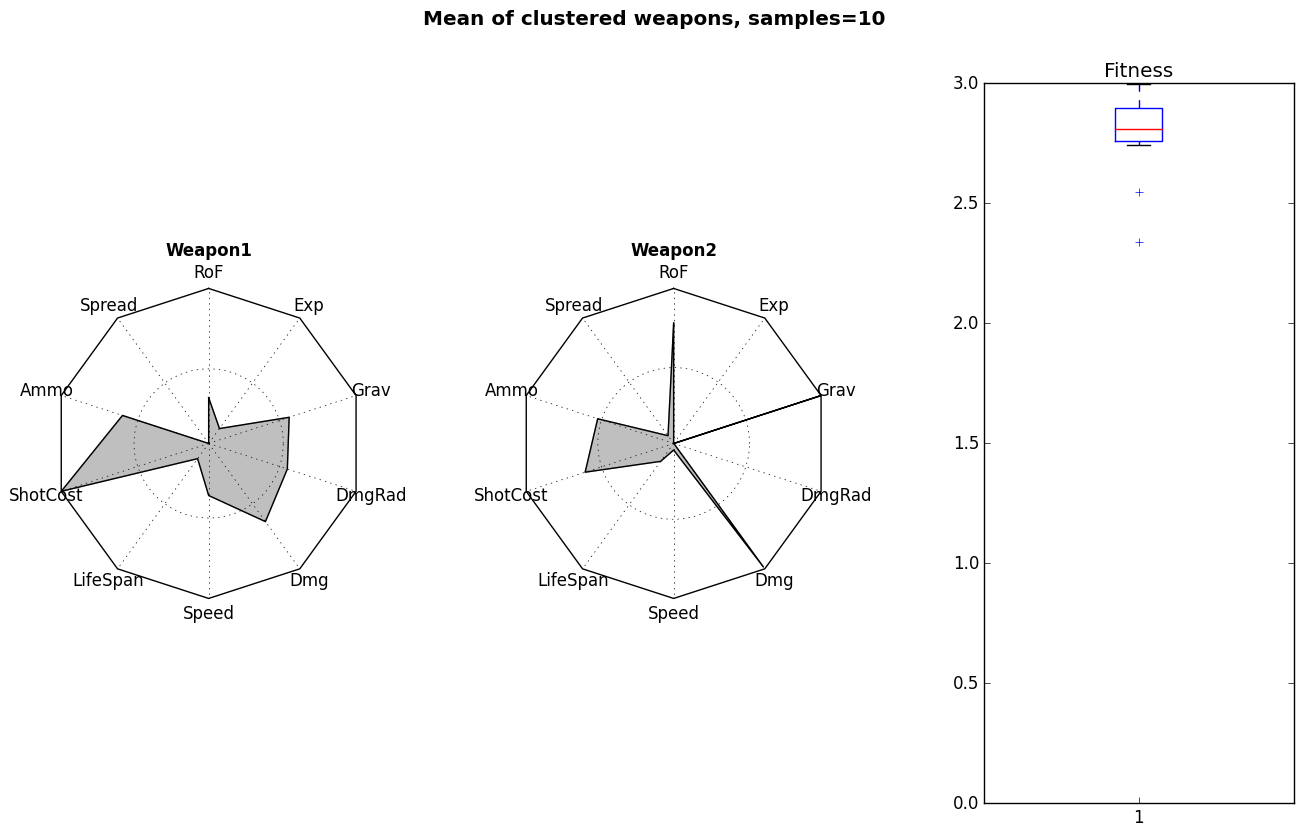 Mean of clustered weapons, samples=10
Weapon1
RoF
Spread
Exp
Ammo
Grav
ShotCost
DmgRad
LifeSpan
Dmg
Speed
Weapon2
RoF
Spread
Exp
Ammo
Grav
ShotCost
DmgRad
LifeSpan
Dmg
Speed
Fitness
3.0
2.5
2.0
1.5
1.0
0.5
0.0
1